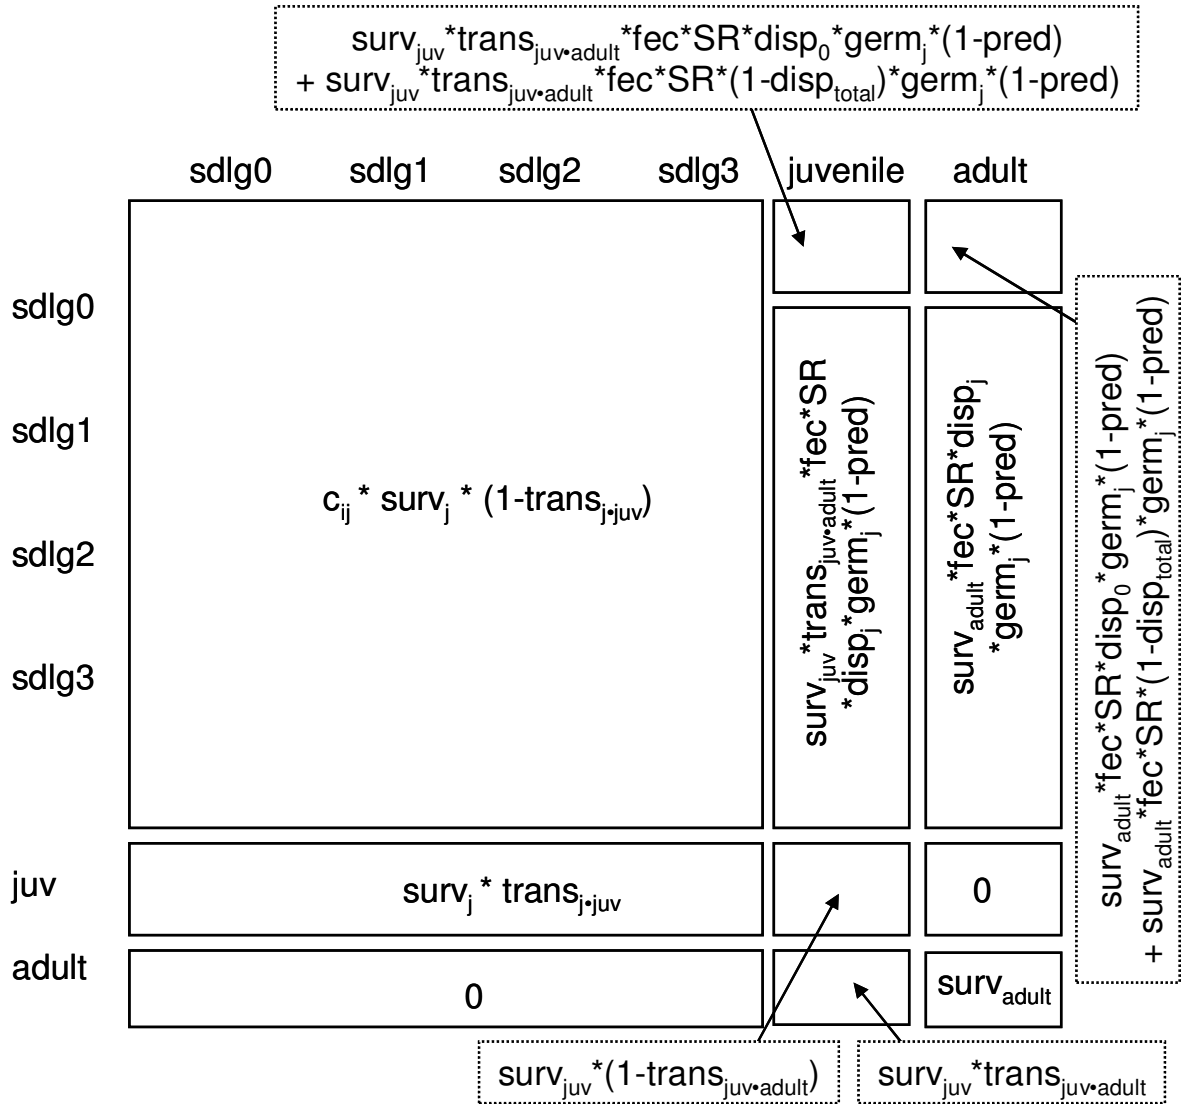 surv_juv*trans_juv•adult*fec*SR*disp_0*germ_j*(1-pred)
+ surv_juv*trans_juv•adult*fec*SR*(1-disp_total)*germ_j*(1-pred)
sdlg0 sdlg1 sdlg2 sdlg3 juvenile adult
sdlg0
sdlg1
sdlg2
sdlg3
juv
adult
c_ij * surv_j * (1-trans_j•juv)
surv_juv*trans_juv•adult*fec*SR
*disp_j*germ_j*(1-pred)
surv_adult*fec*SR*disp_j
*germ_j*(1-pred)
surv_adult*fec*SR*disp_0*germ_j*(1-pred)
+ surv_adult*fec*SR*(1-disp_total)*germ_j*(1-pred)
surv_j * trans_j•juv
0
0
surv_adult
surv_juv*(1-trans_juv•adult)
surv_juv*trans_juv•adult